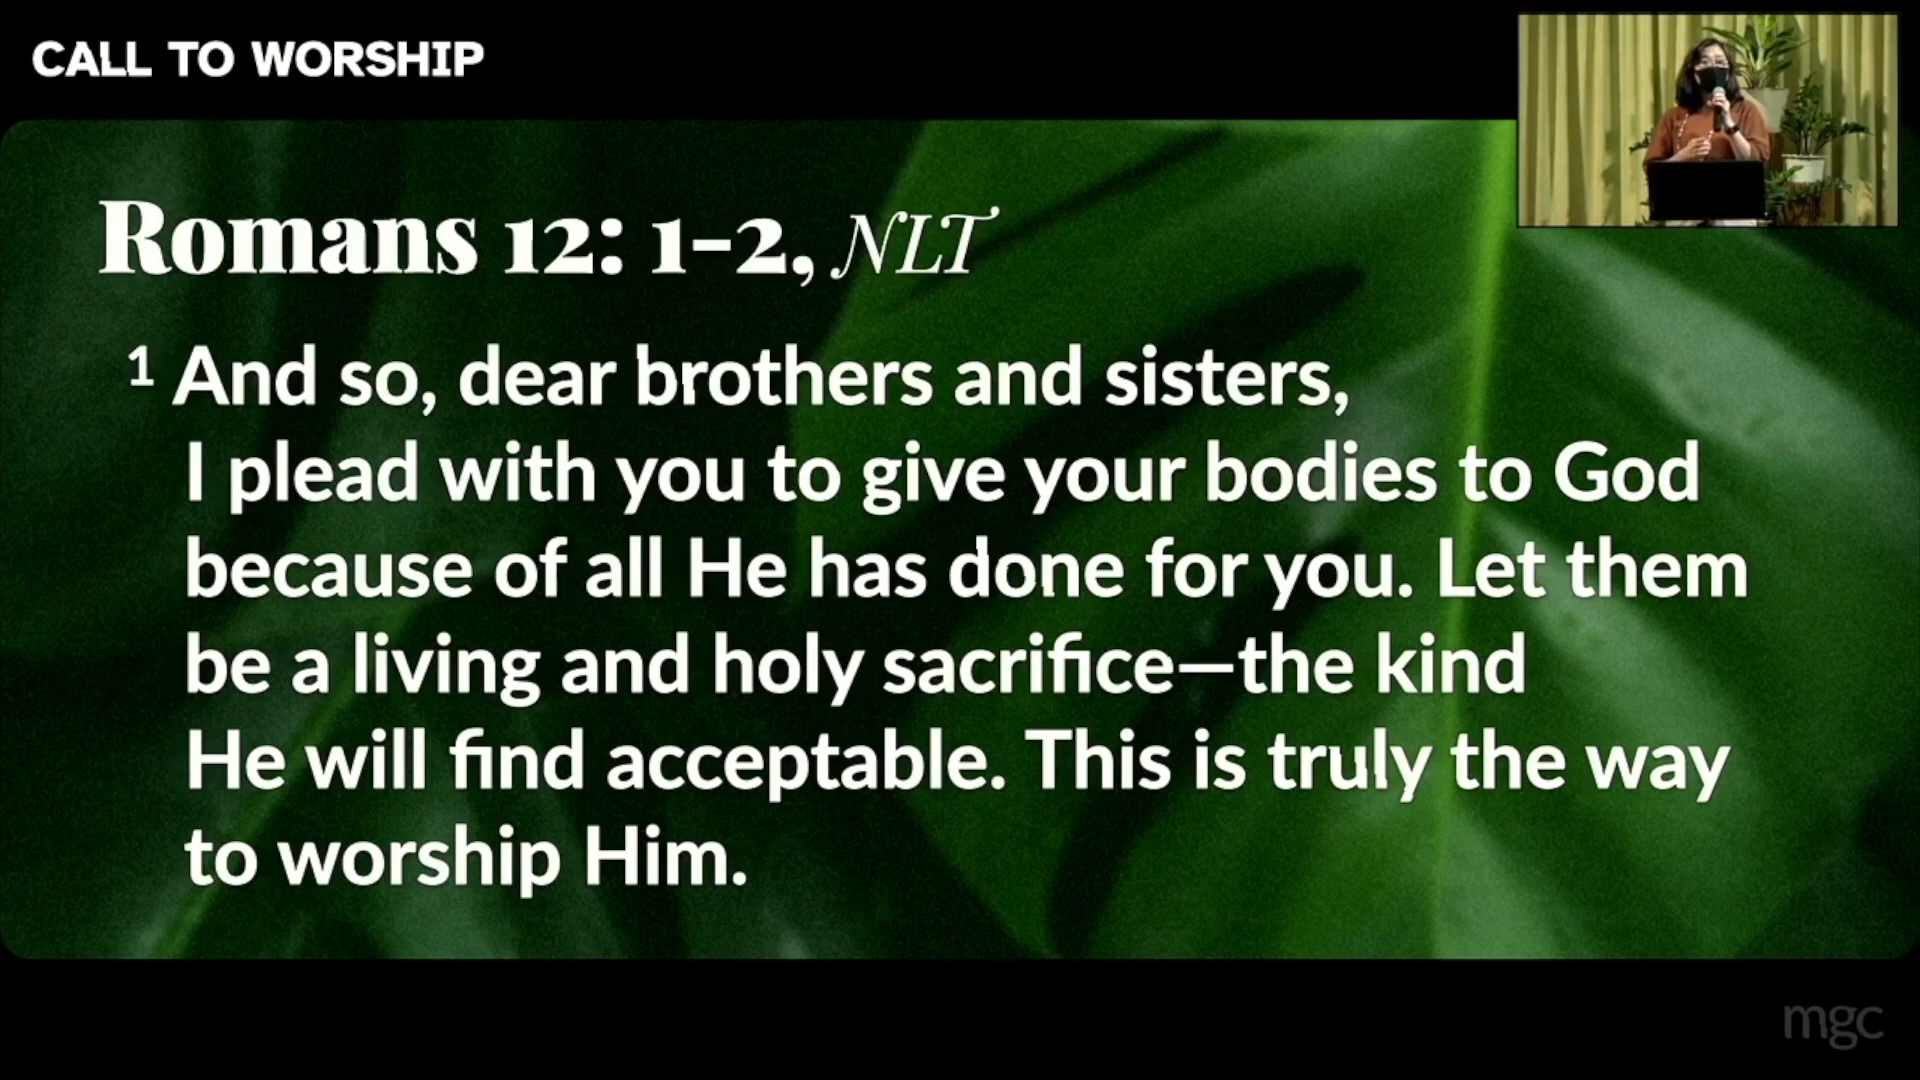 CALL TO WORSHIP
Romans 12: 1-2, NLT
1 And so, dear brothers and sisters,
I plead with you to give your bodies to God
because of all He has done for you. Let them
be a living and holy sacrifice—the kind
He will find acceptable. This is truly the way
to worship Him.
mgc